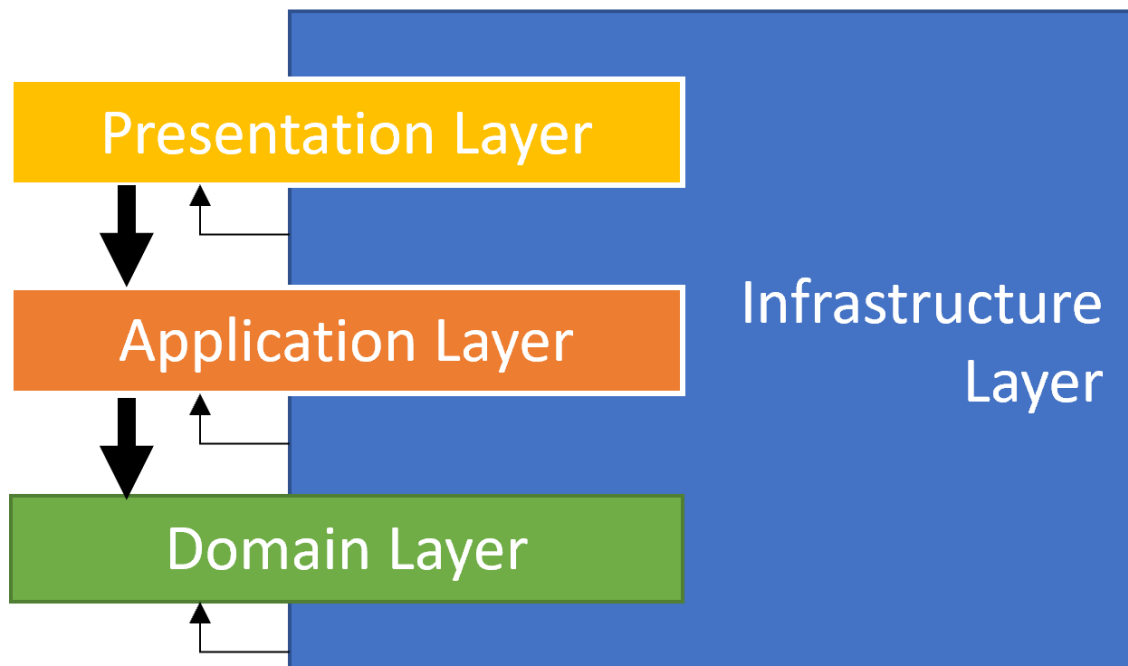 Presentation Layer
Application Layer
Infrastructure
Layer
Domain Layer